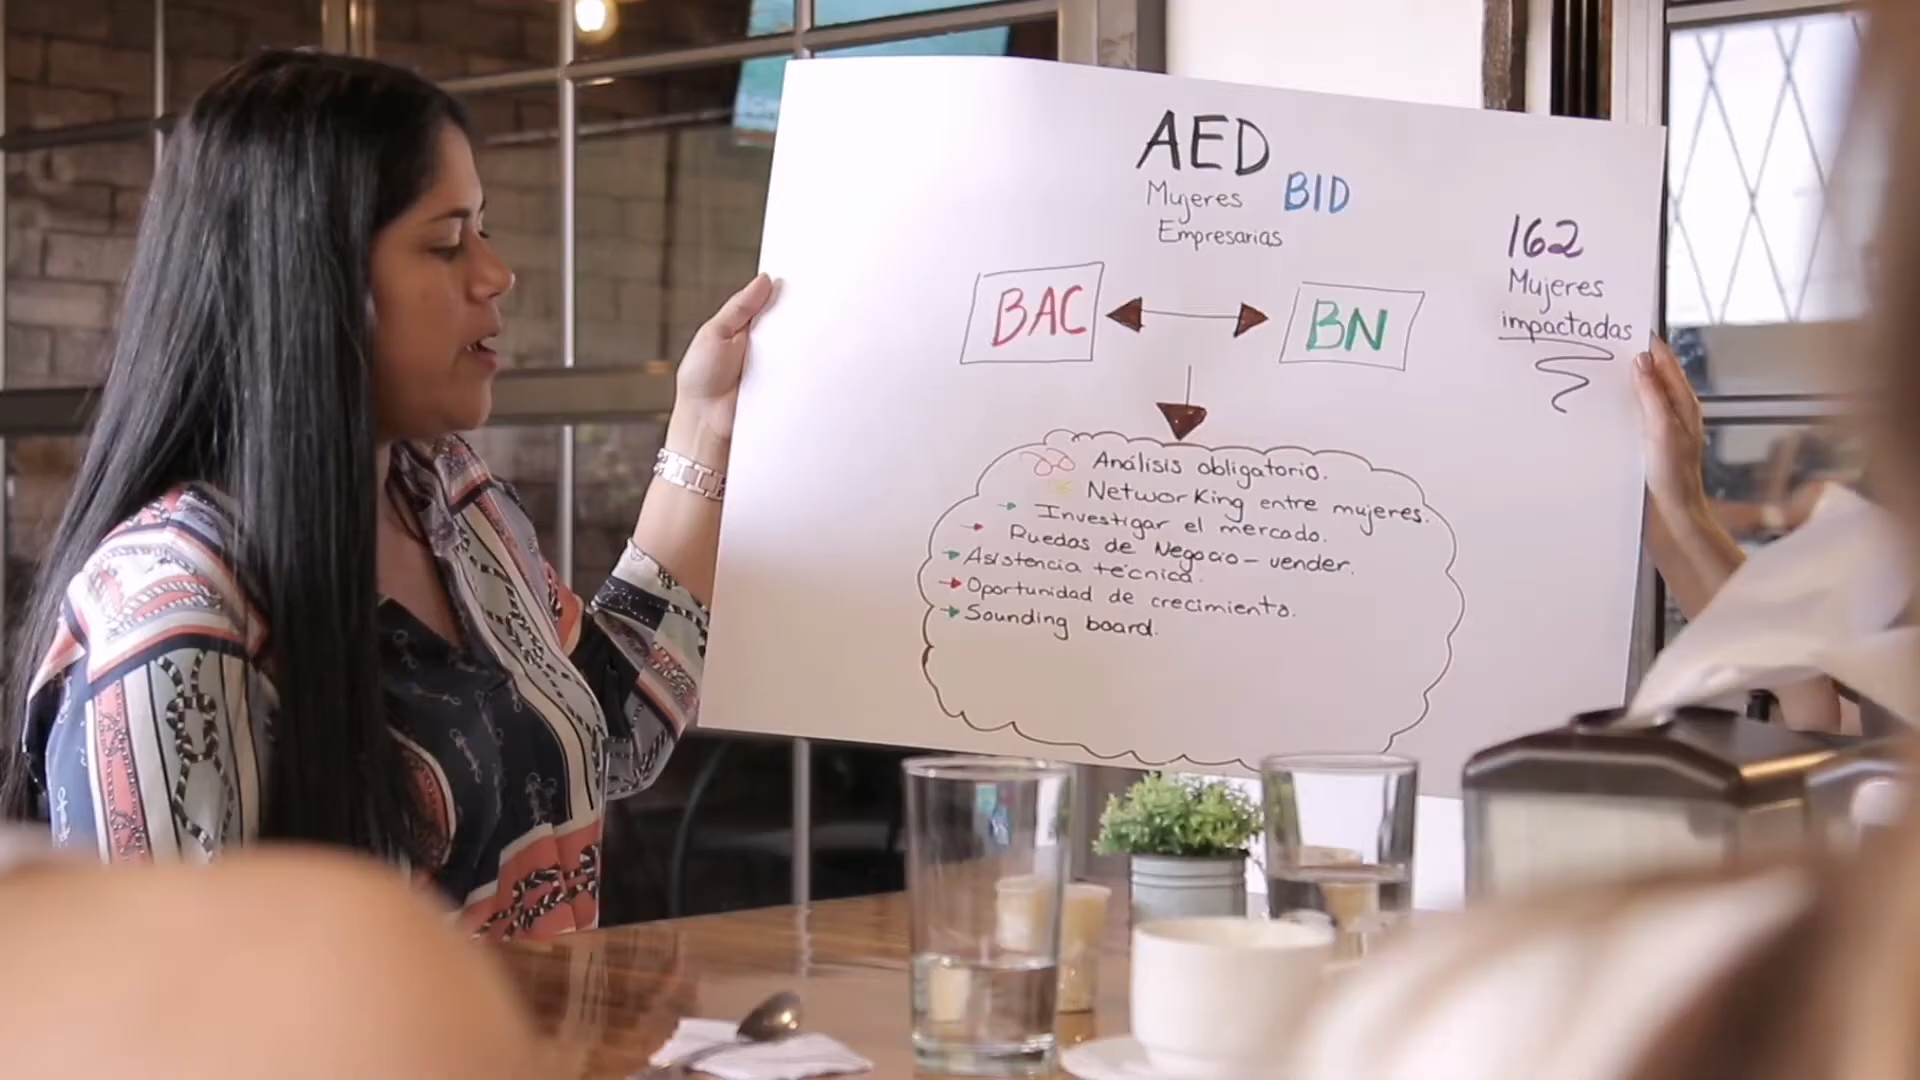 AED
BID
Mujeres
Empresarias
162
Mujeres
impactadas
BAC
BN
Análisis obligatorio.
Networking entre mujeres.
Investigar el mercado.
Ruedas de Negocio - vender.
Asistencia técnica.
Oportunidad de crecimiento.
Sounding board.